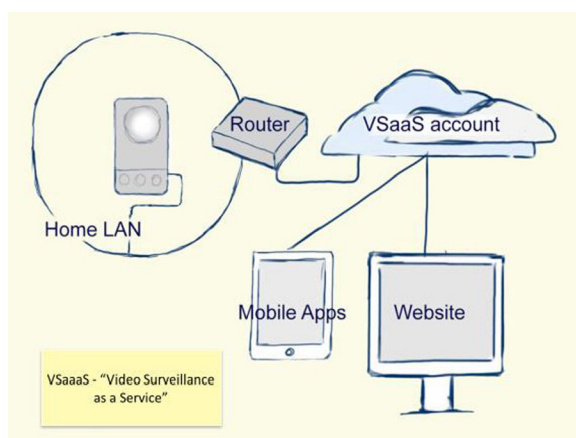 Router
VSaaS account
Home LAN
Mobile Apps
Website
VSaaaS - "Video Surveillance
as a Service"